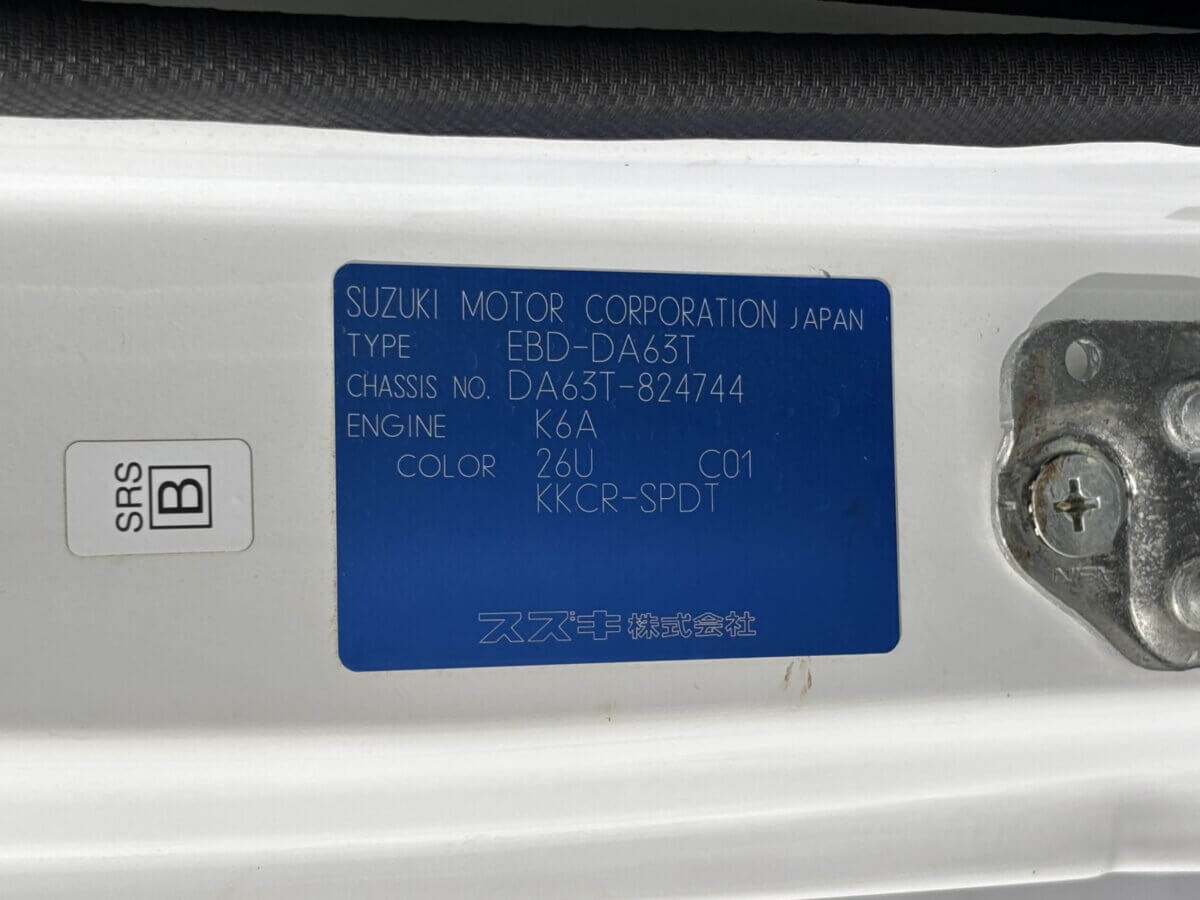 SUZUKI MOTOR CORPORATION JAPAN
TYPE EBD-DA63T
CHASSIS NO. DA63T-824744
ENGINE K6A
COLOR 26U C01
KKCR-SPDT
スズキ株式会社
SRS
B